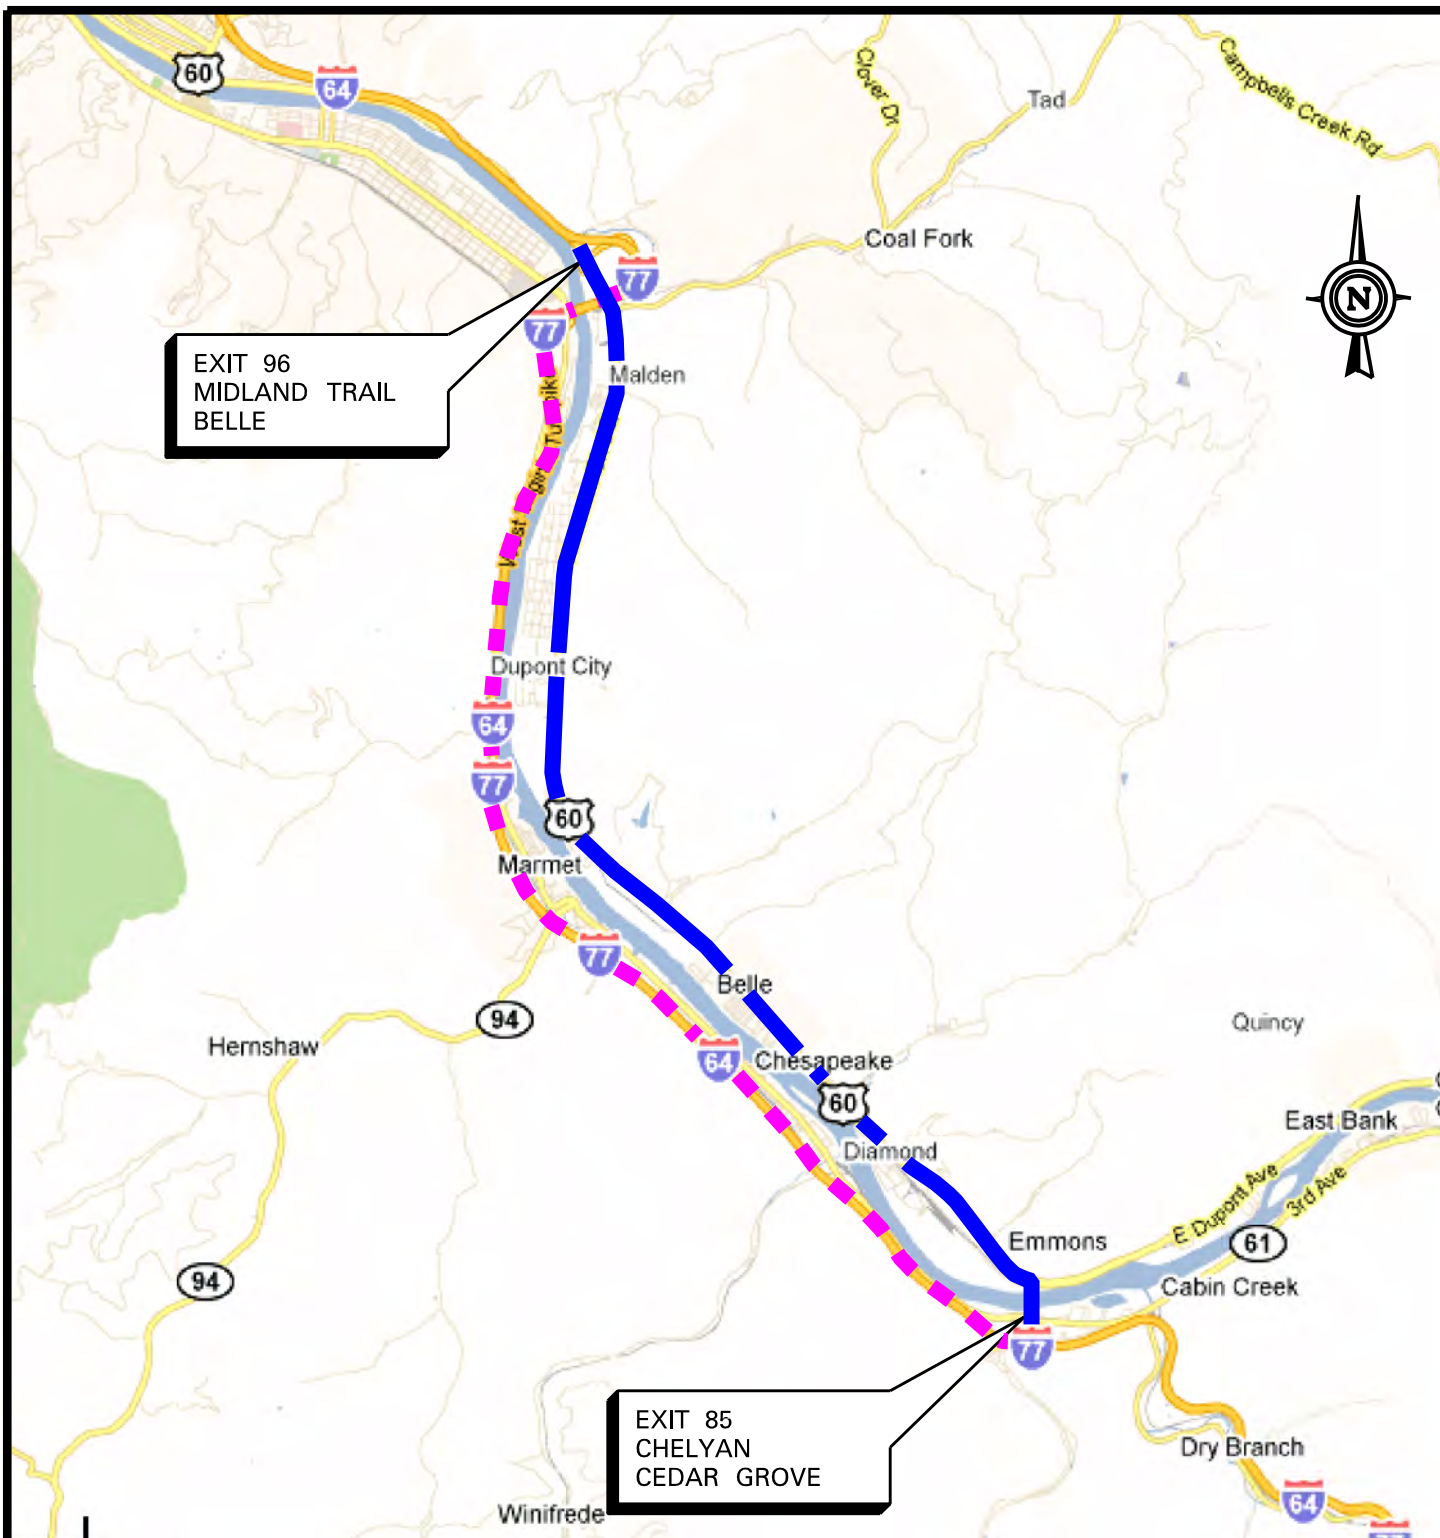 60
64
Clover Dr
Tad
Campbells Creek Rd
Coal Fork
77
N
77
EXIT 96
MIDLAND TRAIL
BELLE
Malden
Dupont City
64
77
60
Marmet
77
Belle
94
Quincy
Hernshaw
64
Chesapeake
60
East Bank
Diamond
E Dupont Ave
3rd Ave
Emmons
61
94
Cabin Creek
77
EXIT 85
CHELYAN
CEDAR GROVE
Dry Branch
64
Winifrede